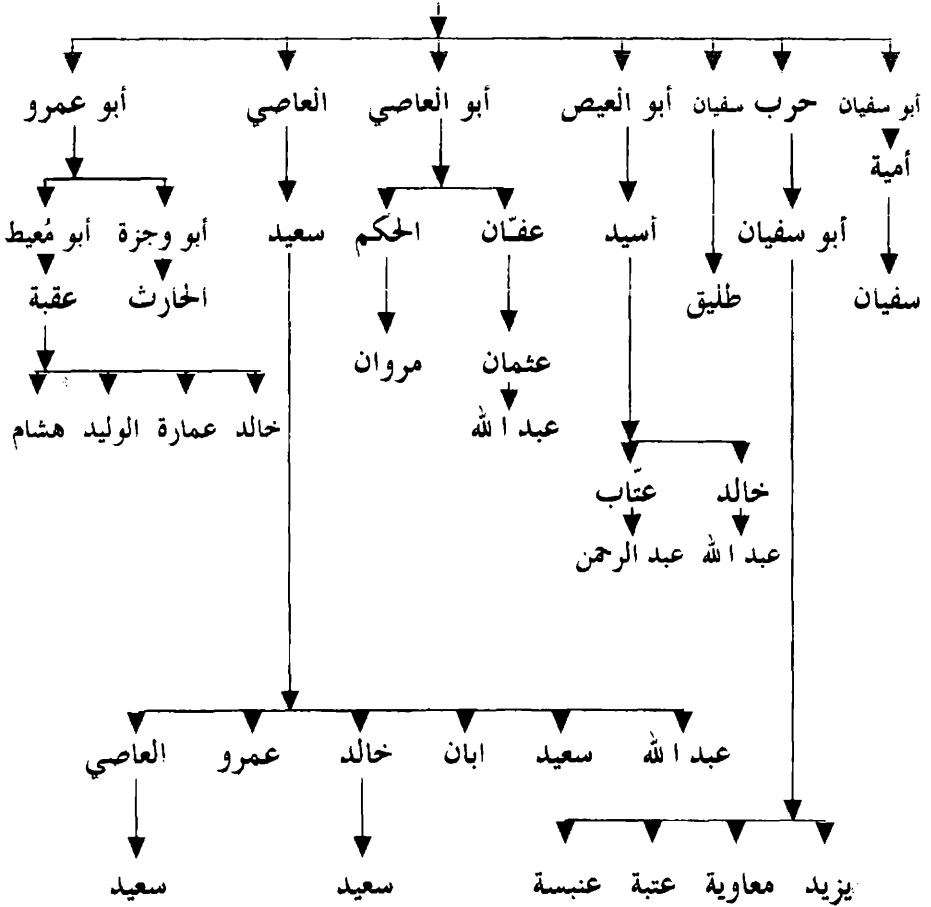 أبو سفيان حرب سفيان أبو العيص أبو العاصي العاصي أبو عمرو
أمية
أبو سفيان أسيد عفّان الحكم سعيد أبو وجزة أبو مُعيط
سفيان طليق الحارث عقبة
عثمان مروان
عبد الله خالد عمارة الوليد هشام
خالد عتّاب
عبد الله عبد الرحمن
عبد الله سعيد ابان خالد عمرو العاصي
يزيد معاوية عتبة عنبسة سعيد سعيد